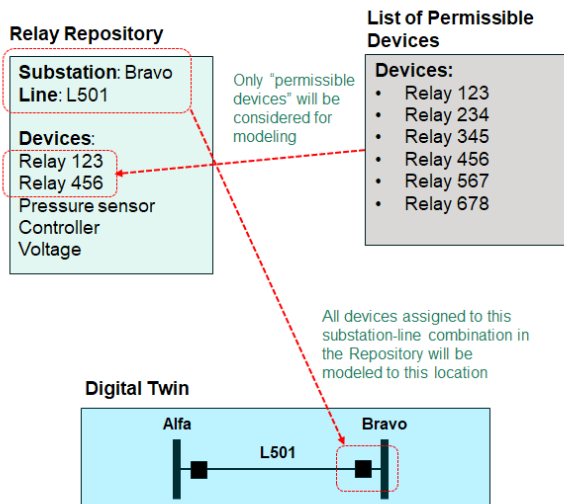 Relay Repository
Substation: Bravo
Line: L501
Devices:
Relay 123
Relay 456
Pressure sensor
Controller
Voltage
Only “permissible
devices” will be
considered for
modeling
List of Permissible
Devices
Devices:
• Relay 123
• Relay 234
• Relay 345
• Relay 456
• Relay 567
• Relay 678
All devices assigned to this
substation-line combination in
the Repository will be
modeled to this location
Digital Twin
Alfa
Bravo
L501